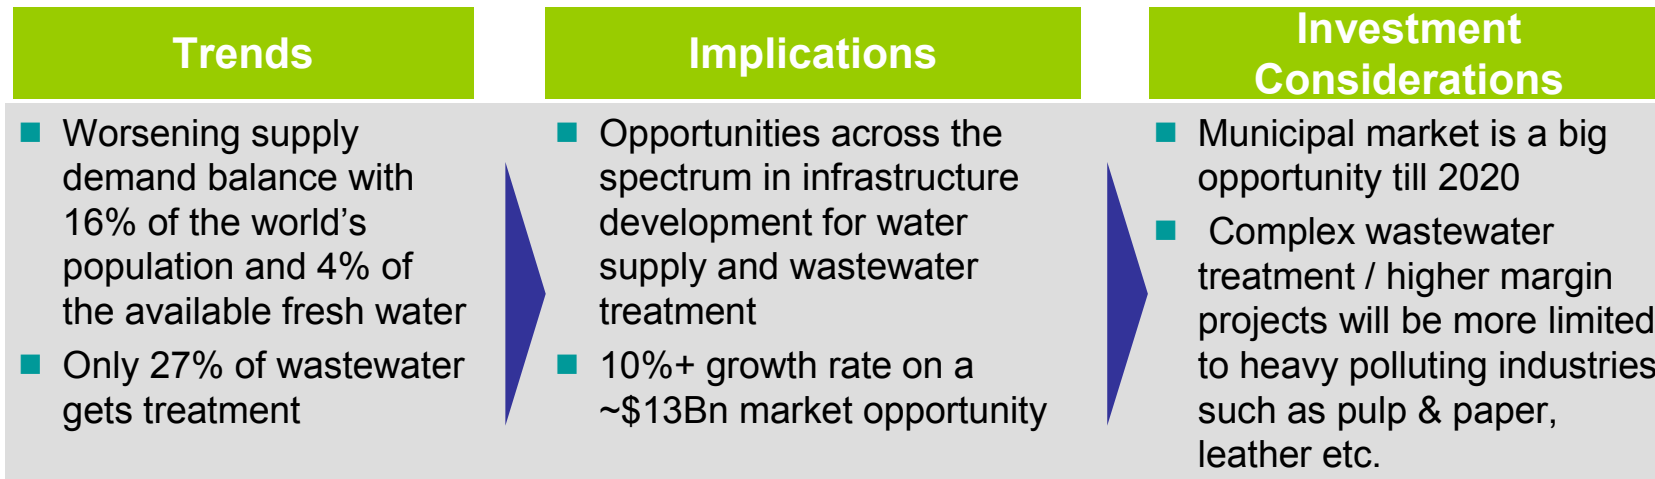 Trends
Worsening supply
demand balance with
16% of the world’s
population and 4% of
the available fresh water
Only 27% of wastewater
gets treatment
Implications
Opportunities across the
spectrum in infrastructure
development for water
supply and wastewater
treatment
10%+ growth rate on a
~$13Bn market opportunity
Investment
Considerations
Municipal market is a big
opportunity till 2020
Complex wastewater
treatment / higher margin
projects will be more limited
to heavy polluting industries
such as pulp & paper,
leather etc.